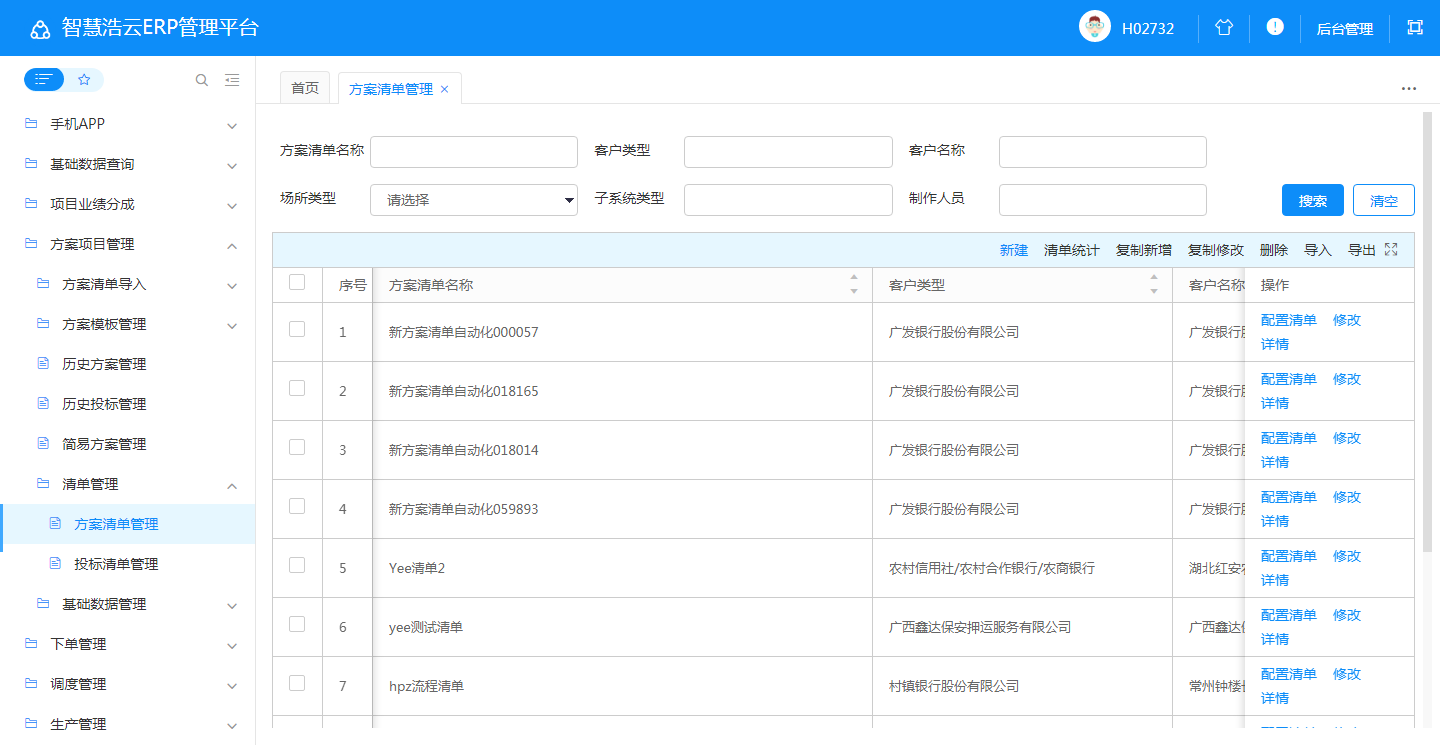 智慧浩云ERP管理平台
H02732
后台管理
首页
方案清单管理
手机APP
基础数据查询
项目业绩分成
方案项目管理
方案清单导入
方案模板管理
历史方案管理
历史投标管理
简易方案管理
清单管理
方案清单管理
投标清单管理
基础数据管理
下单管理
调度管理
生产管理
方案清单名称 客户类型 客户名称
场所类型 请选择 子系统类型 制作人员 搜索 清空
新建 清单统计 复制新增 复制修改 删除 导入 导出
序号 方案清单名称 客户类型 客户名称 操作
1 新方案清单自动化000057 广发银行股份有限公司 广发银行 配置清单 修改
详情
2 新方案清单自动化018165 广发银行股份有限公司 广发银行 配置清单 修改
详情
3 新方案清单自动化018014 广发银行股份有限公司 广发银行 配置清单 修改
详情
4 新方案清单自动化059893 广发银行股份有限公司 广发银行 配置清单 修改
详情
5 Yee清单2 农村信用社/农村合作银行/农商银行 湖北红安 配置清单 修改
详情
6 yee测试清单 广西鑫达保安押运服务有限公司 广西鑫达 配置清单 修改
详情
7 hpz流程清单 村镇银行股份有限公司 常州钟楼 配置清单 修改
详情